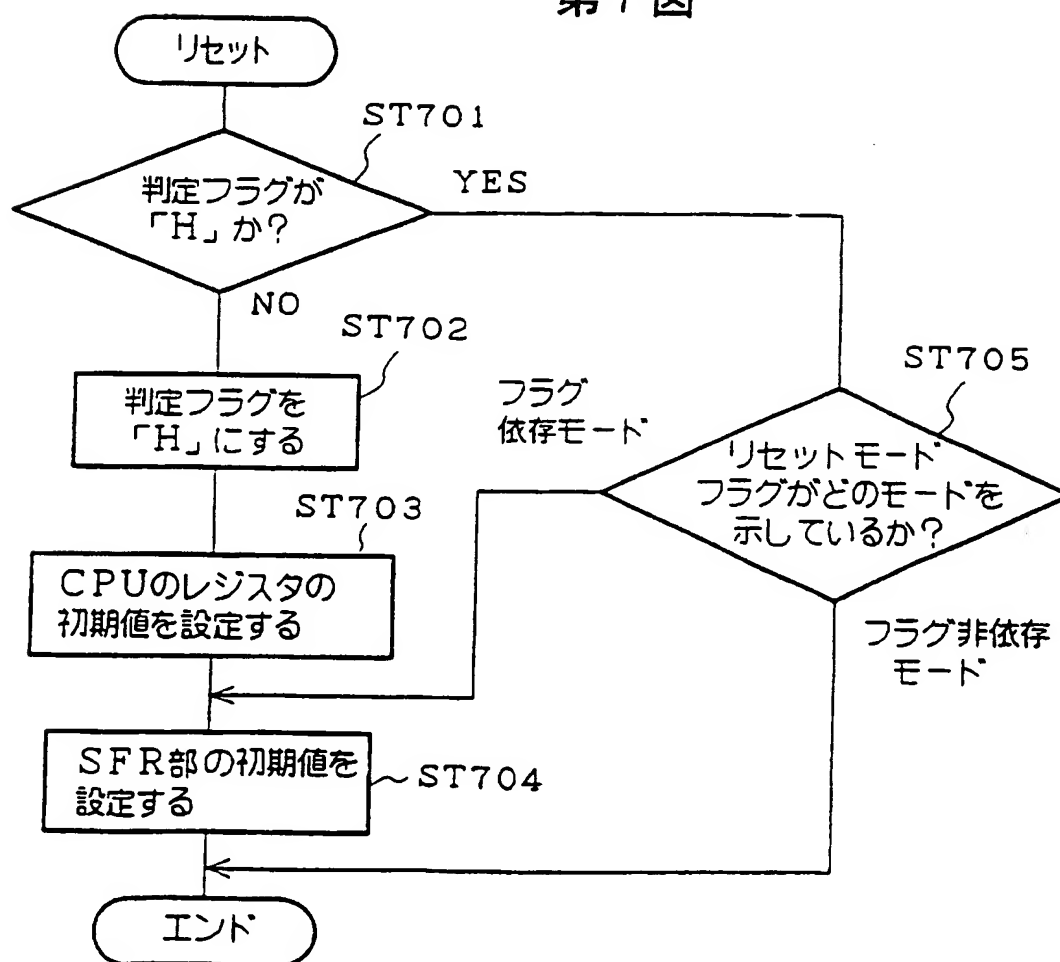 第7図
リセット
ST701
判定フラグが
「H」か?
YES
NO
ST702
判定フラグを
「H」にする
ST703
CPUのレジスタの
初期値を設定する
フラグ
依存モード
ST705
リセットモード
フラグがどのモードを
示しているか?
フラグ非依存
モード
SFR部の初期値を
設定する
ST704
エンド